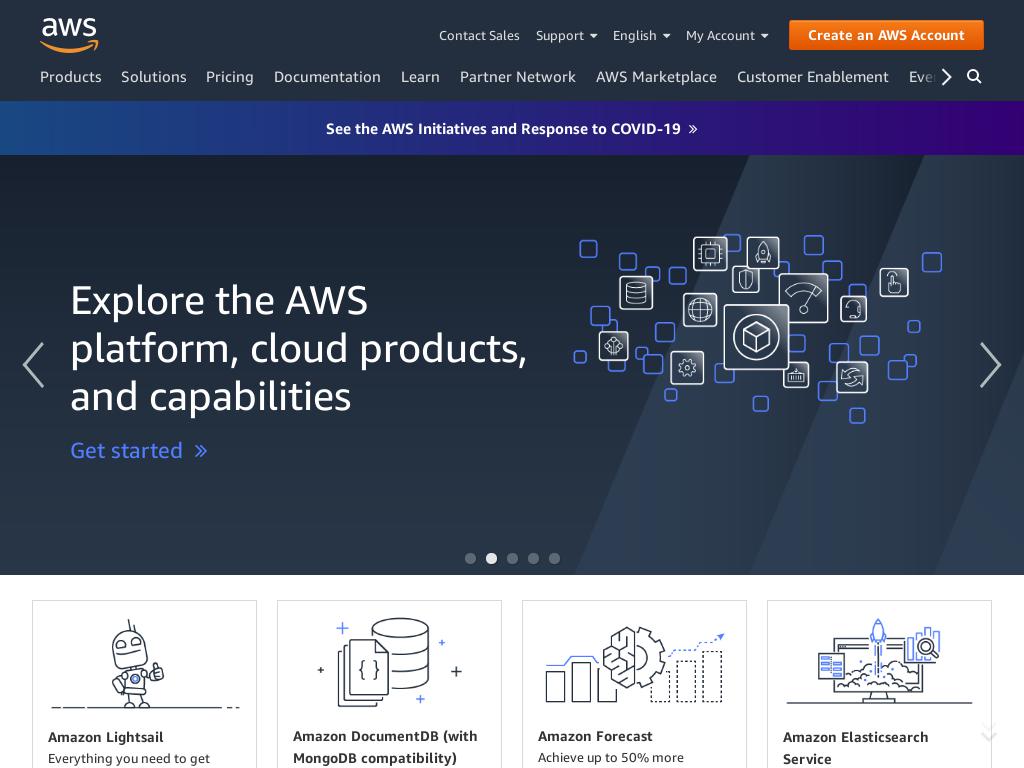 aws
Contact Sales Support English My Account Create an AWS Account
Products Solutions Pricing Documentation Learn Partner Network AWS Marketplace Customer Enablement
See the AWS Initiatives and Response to COVID-19 »
Explore the AWS
platform, cloud products,
and capabilities
Get started »
{ }
Amazon Lightsail
Everything you need to get
Amazon DocumentDB (with
MongoDB compatibility)
Amazon Forecast
Achieve up to 50% more
Amazon Elasticsearch
Service